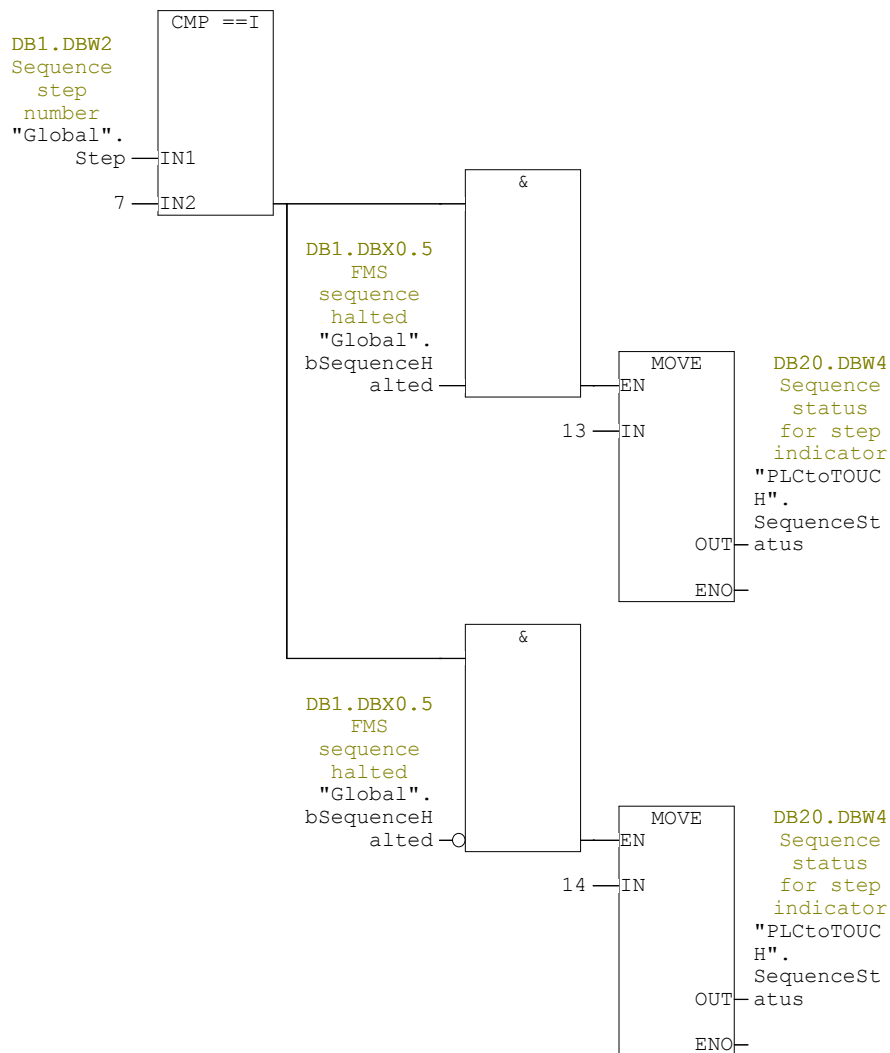 CMP ==I
DB1.DBW2
Sequence
step
number
"Global".
Step
IN1
7
IN2
&
DB1.DBX0.5
FMS
sequence
halted
"Global".
bSequenceH
alted
MOVE
EN
13
IN
OUT
ENO
DB20.DBW4
Sequence
status
for step
indicator
"PLCtoTOUC
H".
SequenceSt
atus
&
DB1.DBX0.5
FMS
sequence
halted
"Global".
bSequenceH
alted
MOVE
EN
14
IN
OUT
ENO
DB20.DBW4
Sequence
status
for step
indicator
"PLCtoTOUC
H".
SequenceSt
atus